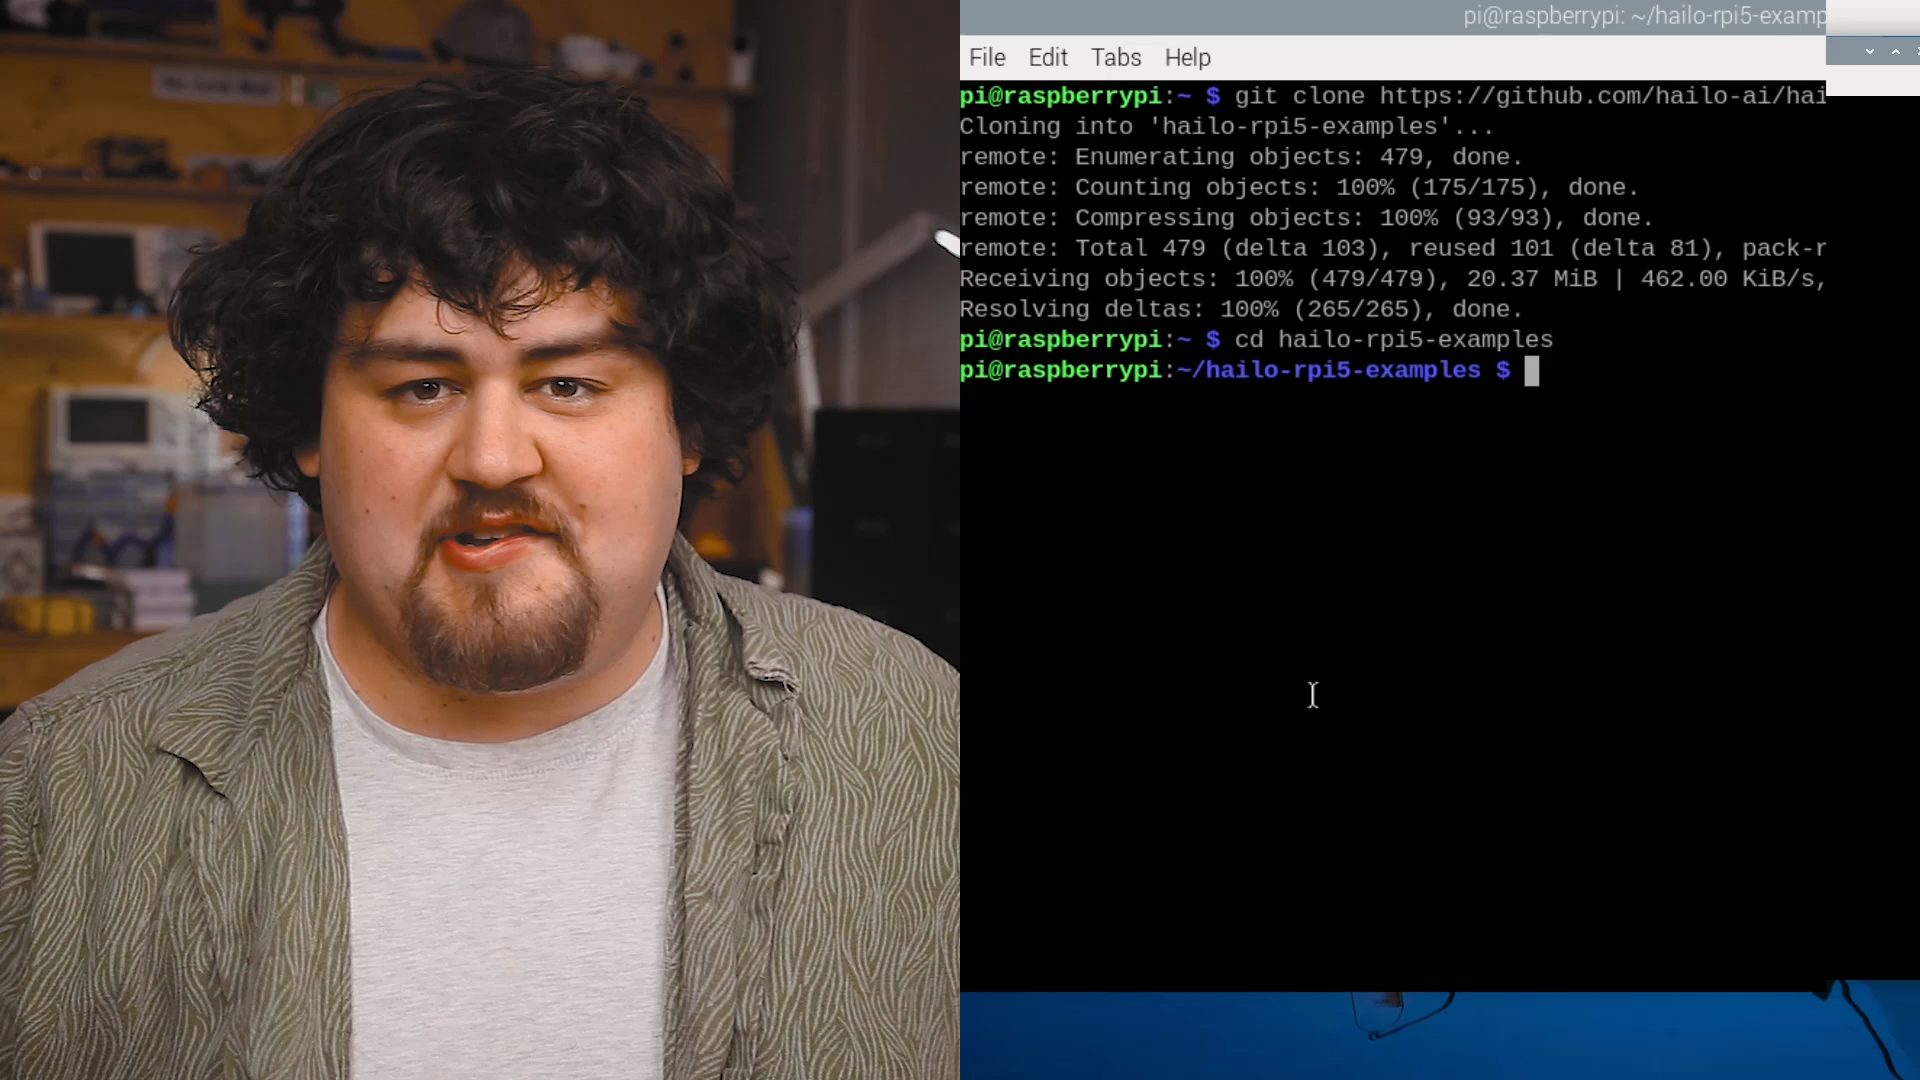 pi@raspberrypi: ~/hailo-rpi5-examp
File Edit Tabs Help
pi@raspberrypi:~ $ git clone https://github.com/hailo-ai/hai
Cloning into 'hailo-rpi5-examples'...
remote: Enumerating objects: 479, done.
remote: Counting objects: 100% (175/175), done.
remote: Compressing objects: 100% (93/93), done.
remote: Total 479 (delta 103), reused 101 (delta 81), pack-r
Receiving objects: 100% (479/479), 20.37 MiB | 462.00 KiB/s,
Resolving deltas: 100% (265/265), done.
pi@raspberrypi:~ $ cd hailo-rpi5-examples
pi@raspberrypi:~/hailo-rpi5-examples $